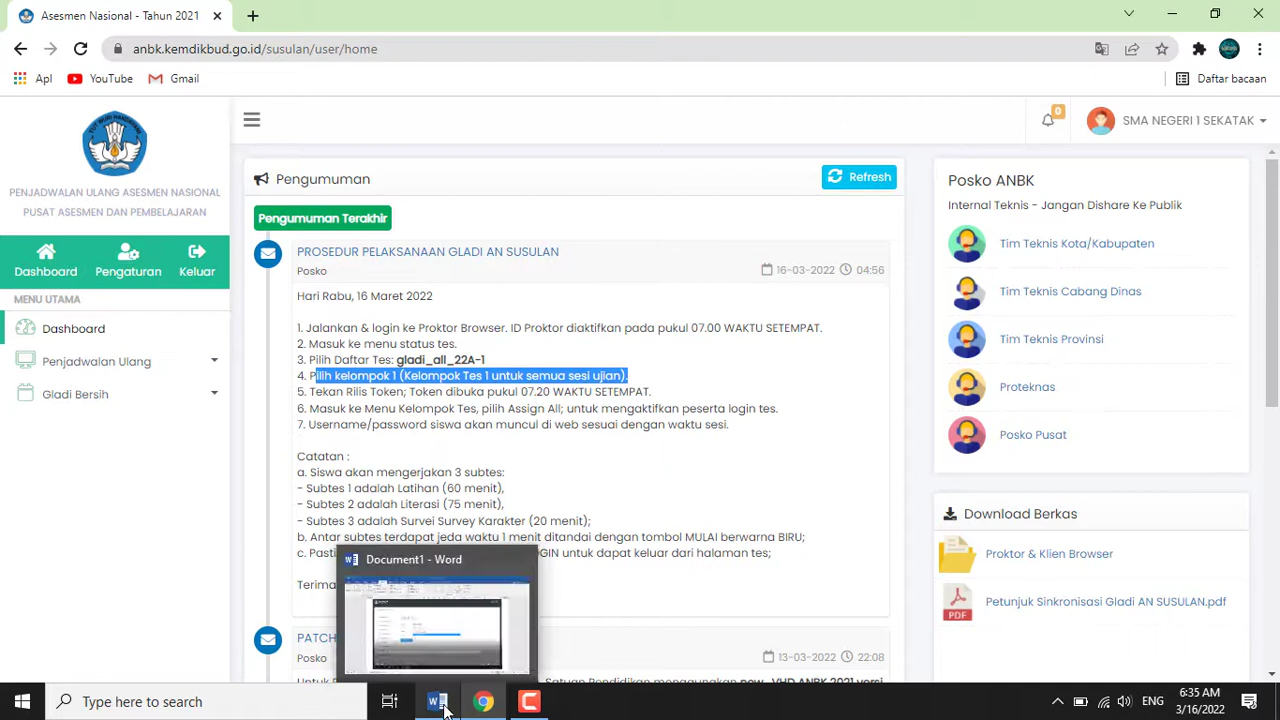 Asesmen Nasional - Tahun 2021
anbk.kemdikbud.go.id/susulan/user/home
Apl YouTube Gmail Daftar bacaan
PENJADWALAN ULANG ASESMEN NASIONAL
PUSAT ASESMEN DAN PEMBELAJARAN
Dashboard Pengaturan Keluar
MENU UTAMA
Dashboard
Penjadwalan Ulang
Gladi Bersih
0 SMA NEGERI 1 SEKATAK
Pengumuman Refresh
Pengumuman Terakhir
PROSEDUR PELAKSANAAN GLADI AN SUSULAN
Posko 16-03-2022 04:56
Hari Rabu, 16 Maret 2022
1. Jalankan & login ke Proktor Browser. ID Proktor diaktifkan pada pukul 07.00 WAKTU SETEMPAT.
2. Masuk ke menu status tes.
3. Pilih Daftar Tes: gladi_all_22A-1
4. Pilih kelompok 1 (Kelompok Tes 1 untuk semua sesi ujian).
5. Tekan Rilis Token; Token dibuka pukul 07.20 WAKTU SETEMPAT.
6. Masuk ke Menu Kelompok Tes, pilih Assign All; untuk mengaktifkan peserta login tes.
7. Username/password siswa akan muncul di web sesuai dengan waktu sesi.
Catatan :
a. Siswa akan mengerjakan 3 subtes:
- Subtes 1 adalah Latihan (60 menit),
- Subtes 2 adalah Literasi (75 menit),
- Subtes 3 adalah Survei Survey Karakter (20 menit);
b. Antar subtes terdapat jeda waktu 1 menit ditandai dengan tombol MULAI berwarna BIRU;
c. Pasti untuk dapat keluar dari halaman tes;
Terima
PATCH
Posko 13-03-2022 22:08
Satuan Pendidikan menggunakan new_VHD ANBK 2021 versi
Document1 - Word
Posko ANBK
Internal Teknis - Jangan Dishare Ke Publik
Tim Teknis Kota/Kabupaten
Tim Teknis Cabang Dinas
Tim Teknis Provinsi
Proteknas
Posko Pusat
Download Berkas
Proktor & Klien Browser
PDF Petunjuk Sinkronisasi Gladi AN SUSULAN.pdf
Type here to search
ENG
6:35 AM
3/16/2022